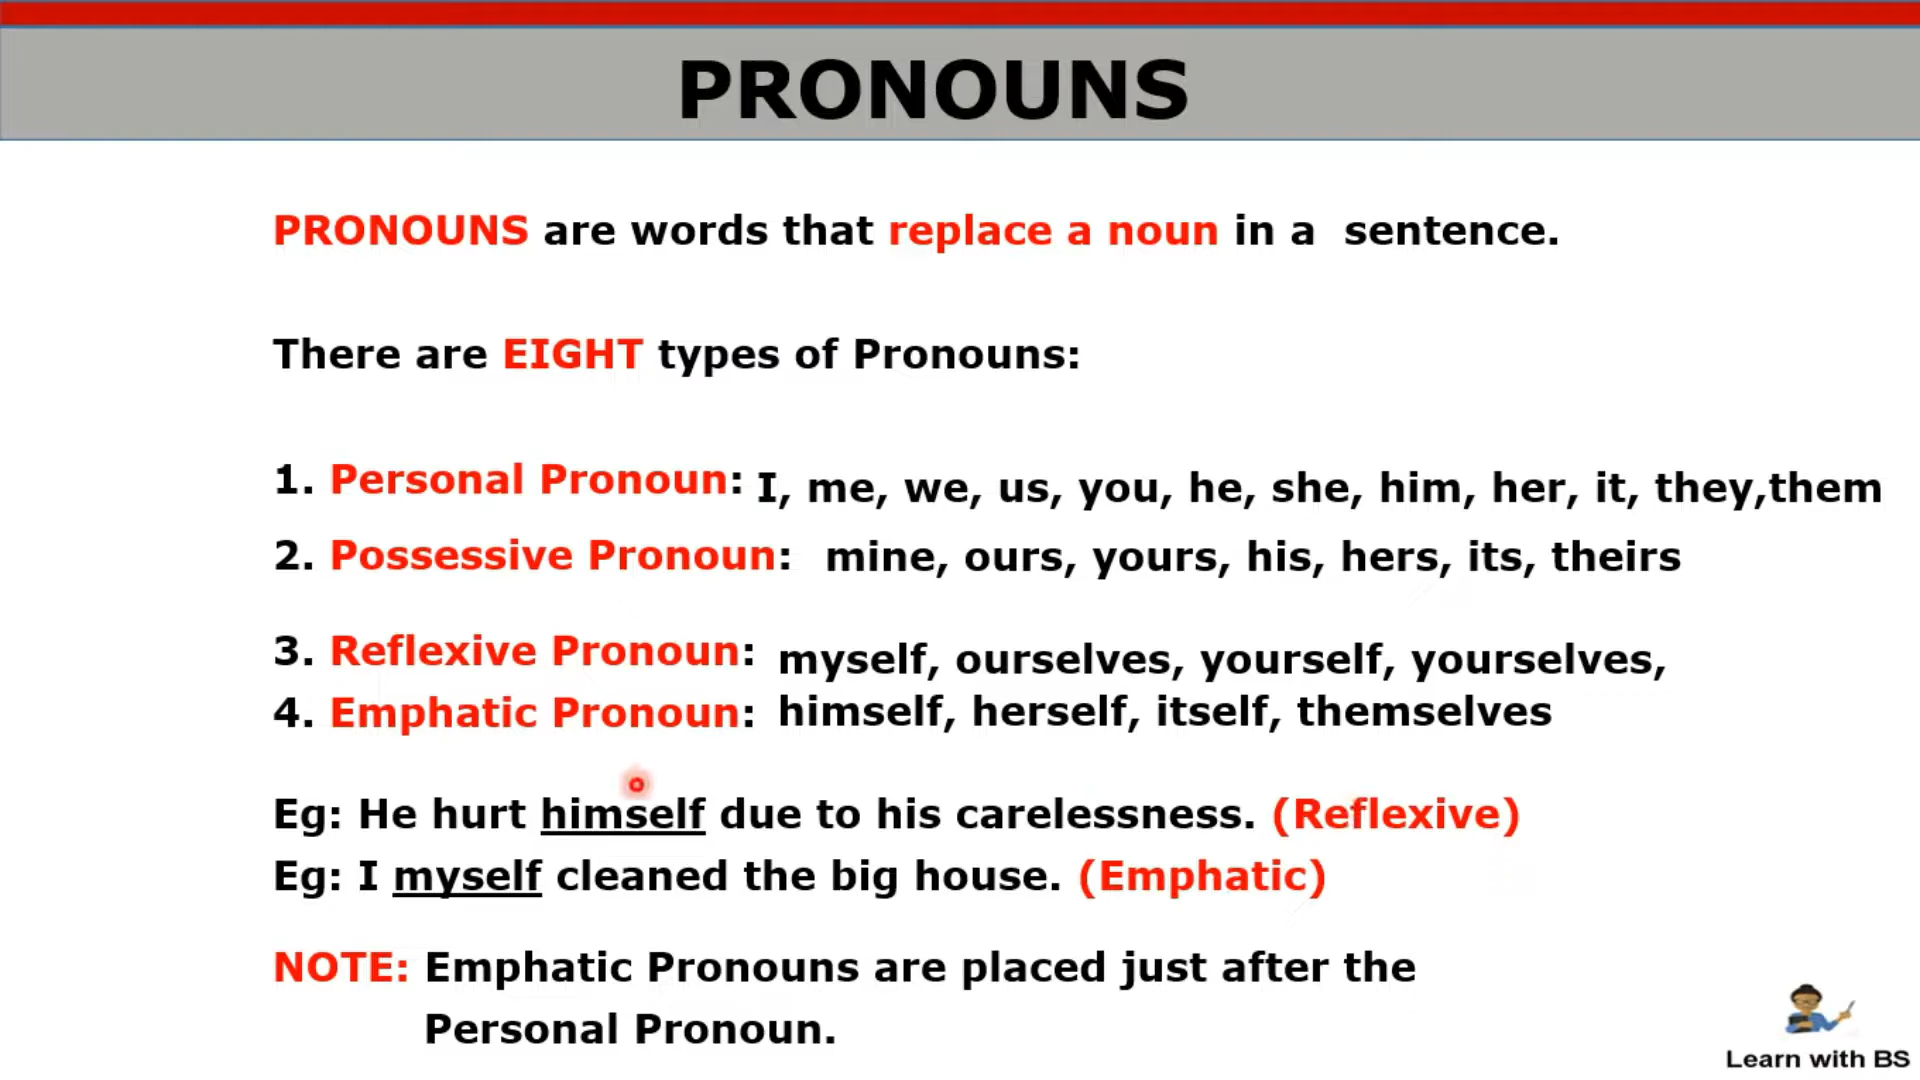 PRONOUNS
PRONOUNS are words that replace a noun in a sentence.
There are EIGHT types of Pronouns:
1. Personal Pronoun: I, me, we, us, you, he, she, him, her, it, they,them
2. Possessive Pronoun: mine, ours, yours, his, hers, its, theirs
3. Reflexive Pronoun: myself, ourselves, yourself, yourselves,
4. Emphatic Pronoun: himself, herself, itself, themselves
Eg: He hurt himself due to his carelessness. (Reflexive)
Eg: I myself cleaned the big house. (Emphatic)
NOTE: Emphatic Pronouns are placed just after the
Personal Pronoun.
Learn with BS